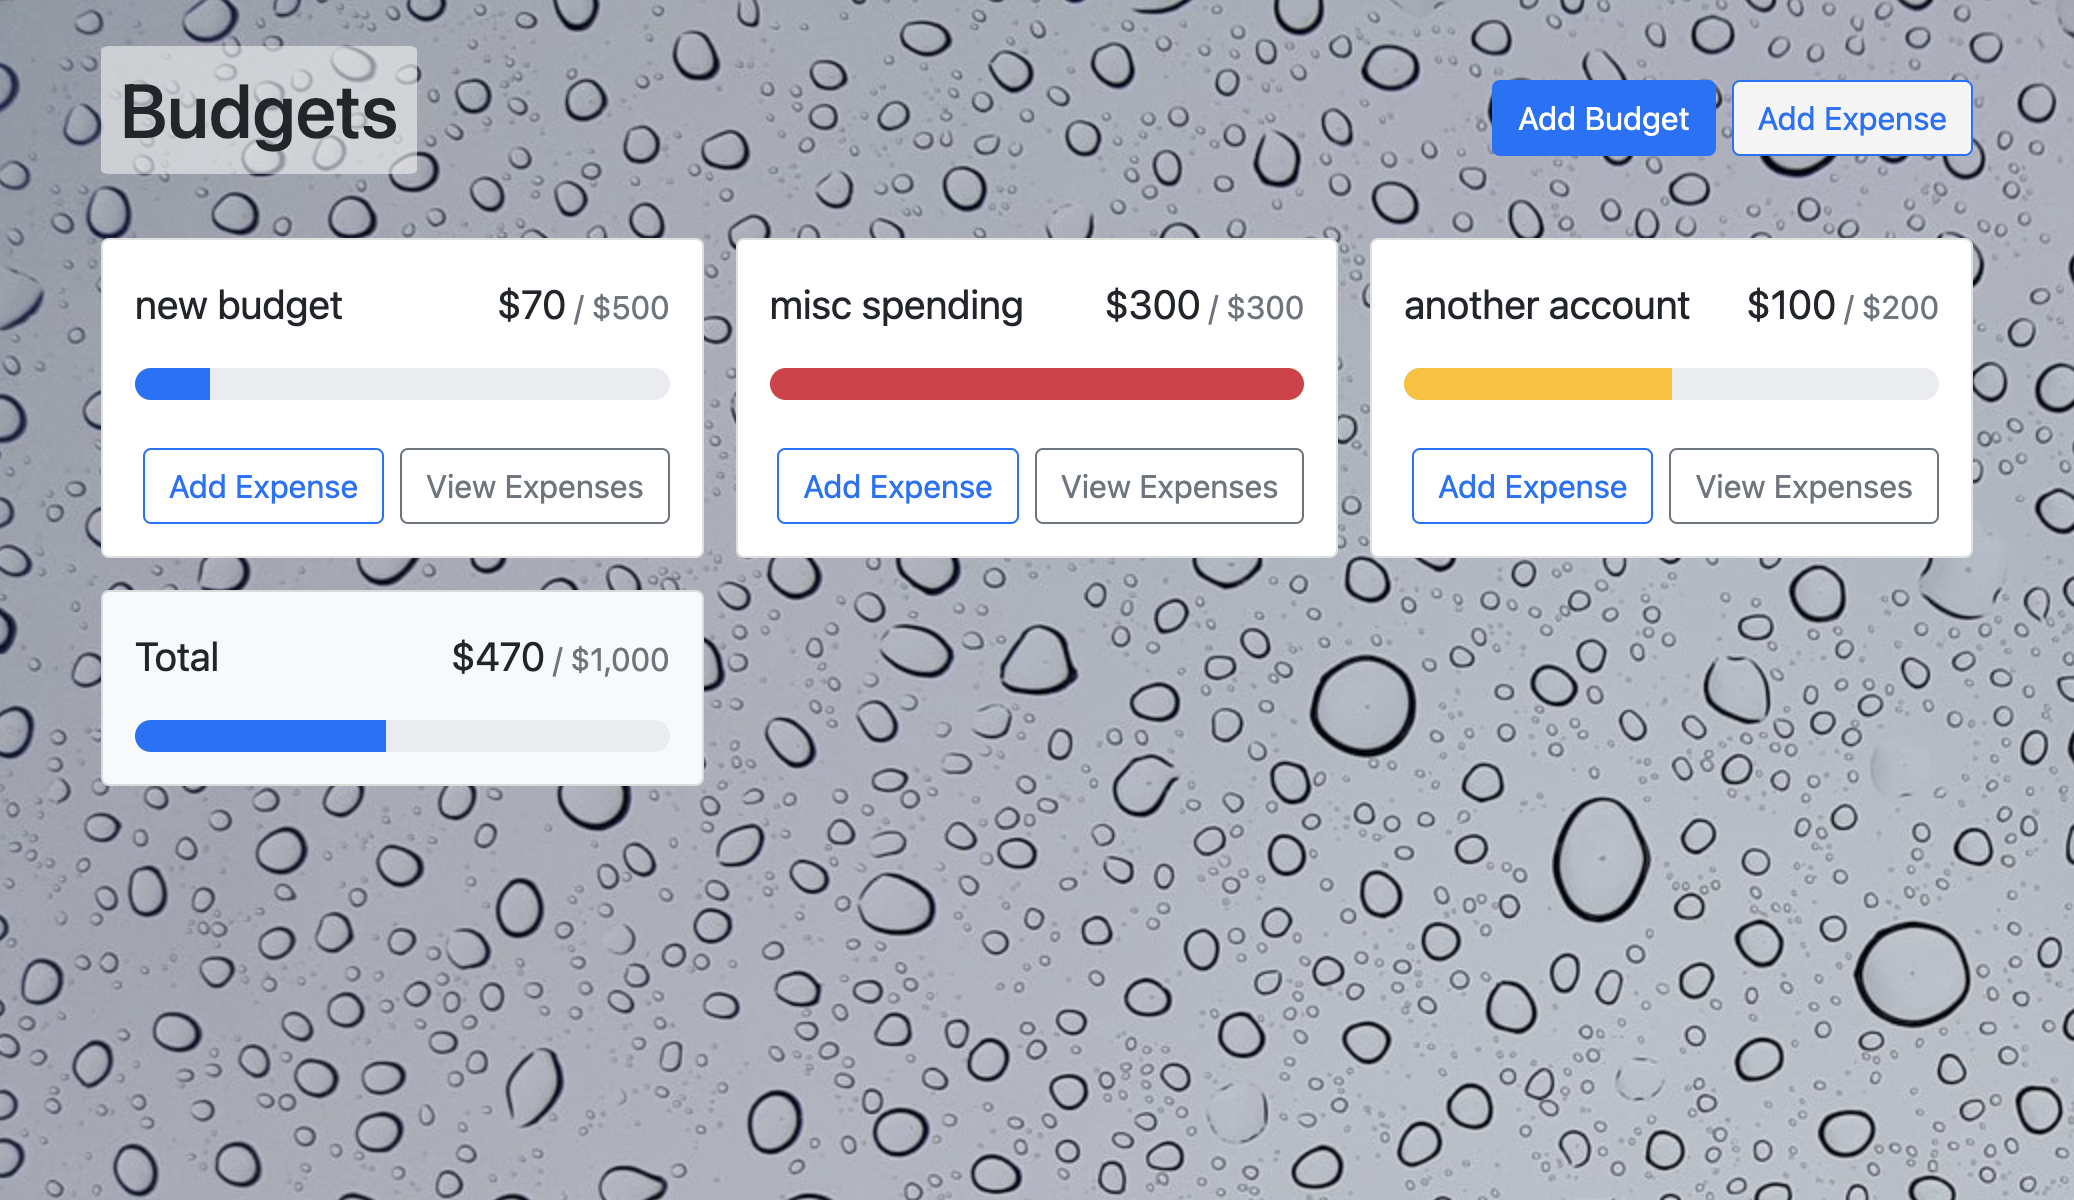 Budgets
Add Budget
Add Expense
new budget $70 / $500
Add Expense
View Expenses
misc spending $300 / $300
Add Expense
View Expenses
another account $100 / $200
Add Expense
View Expenses
Total $470 / $1,000